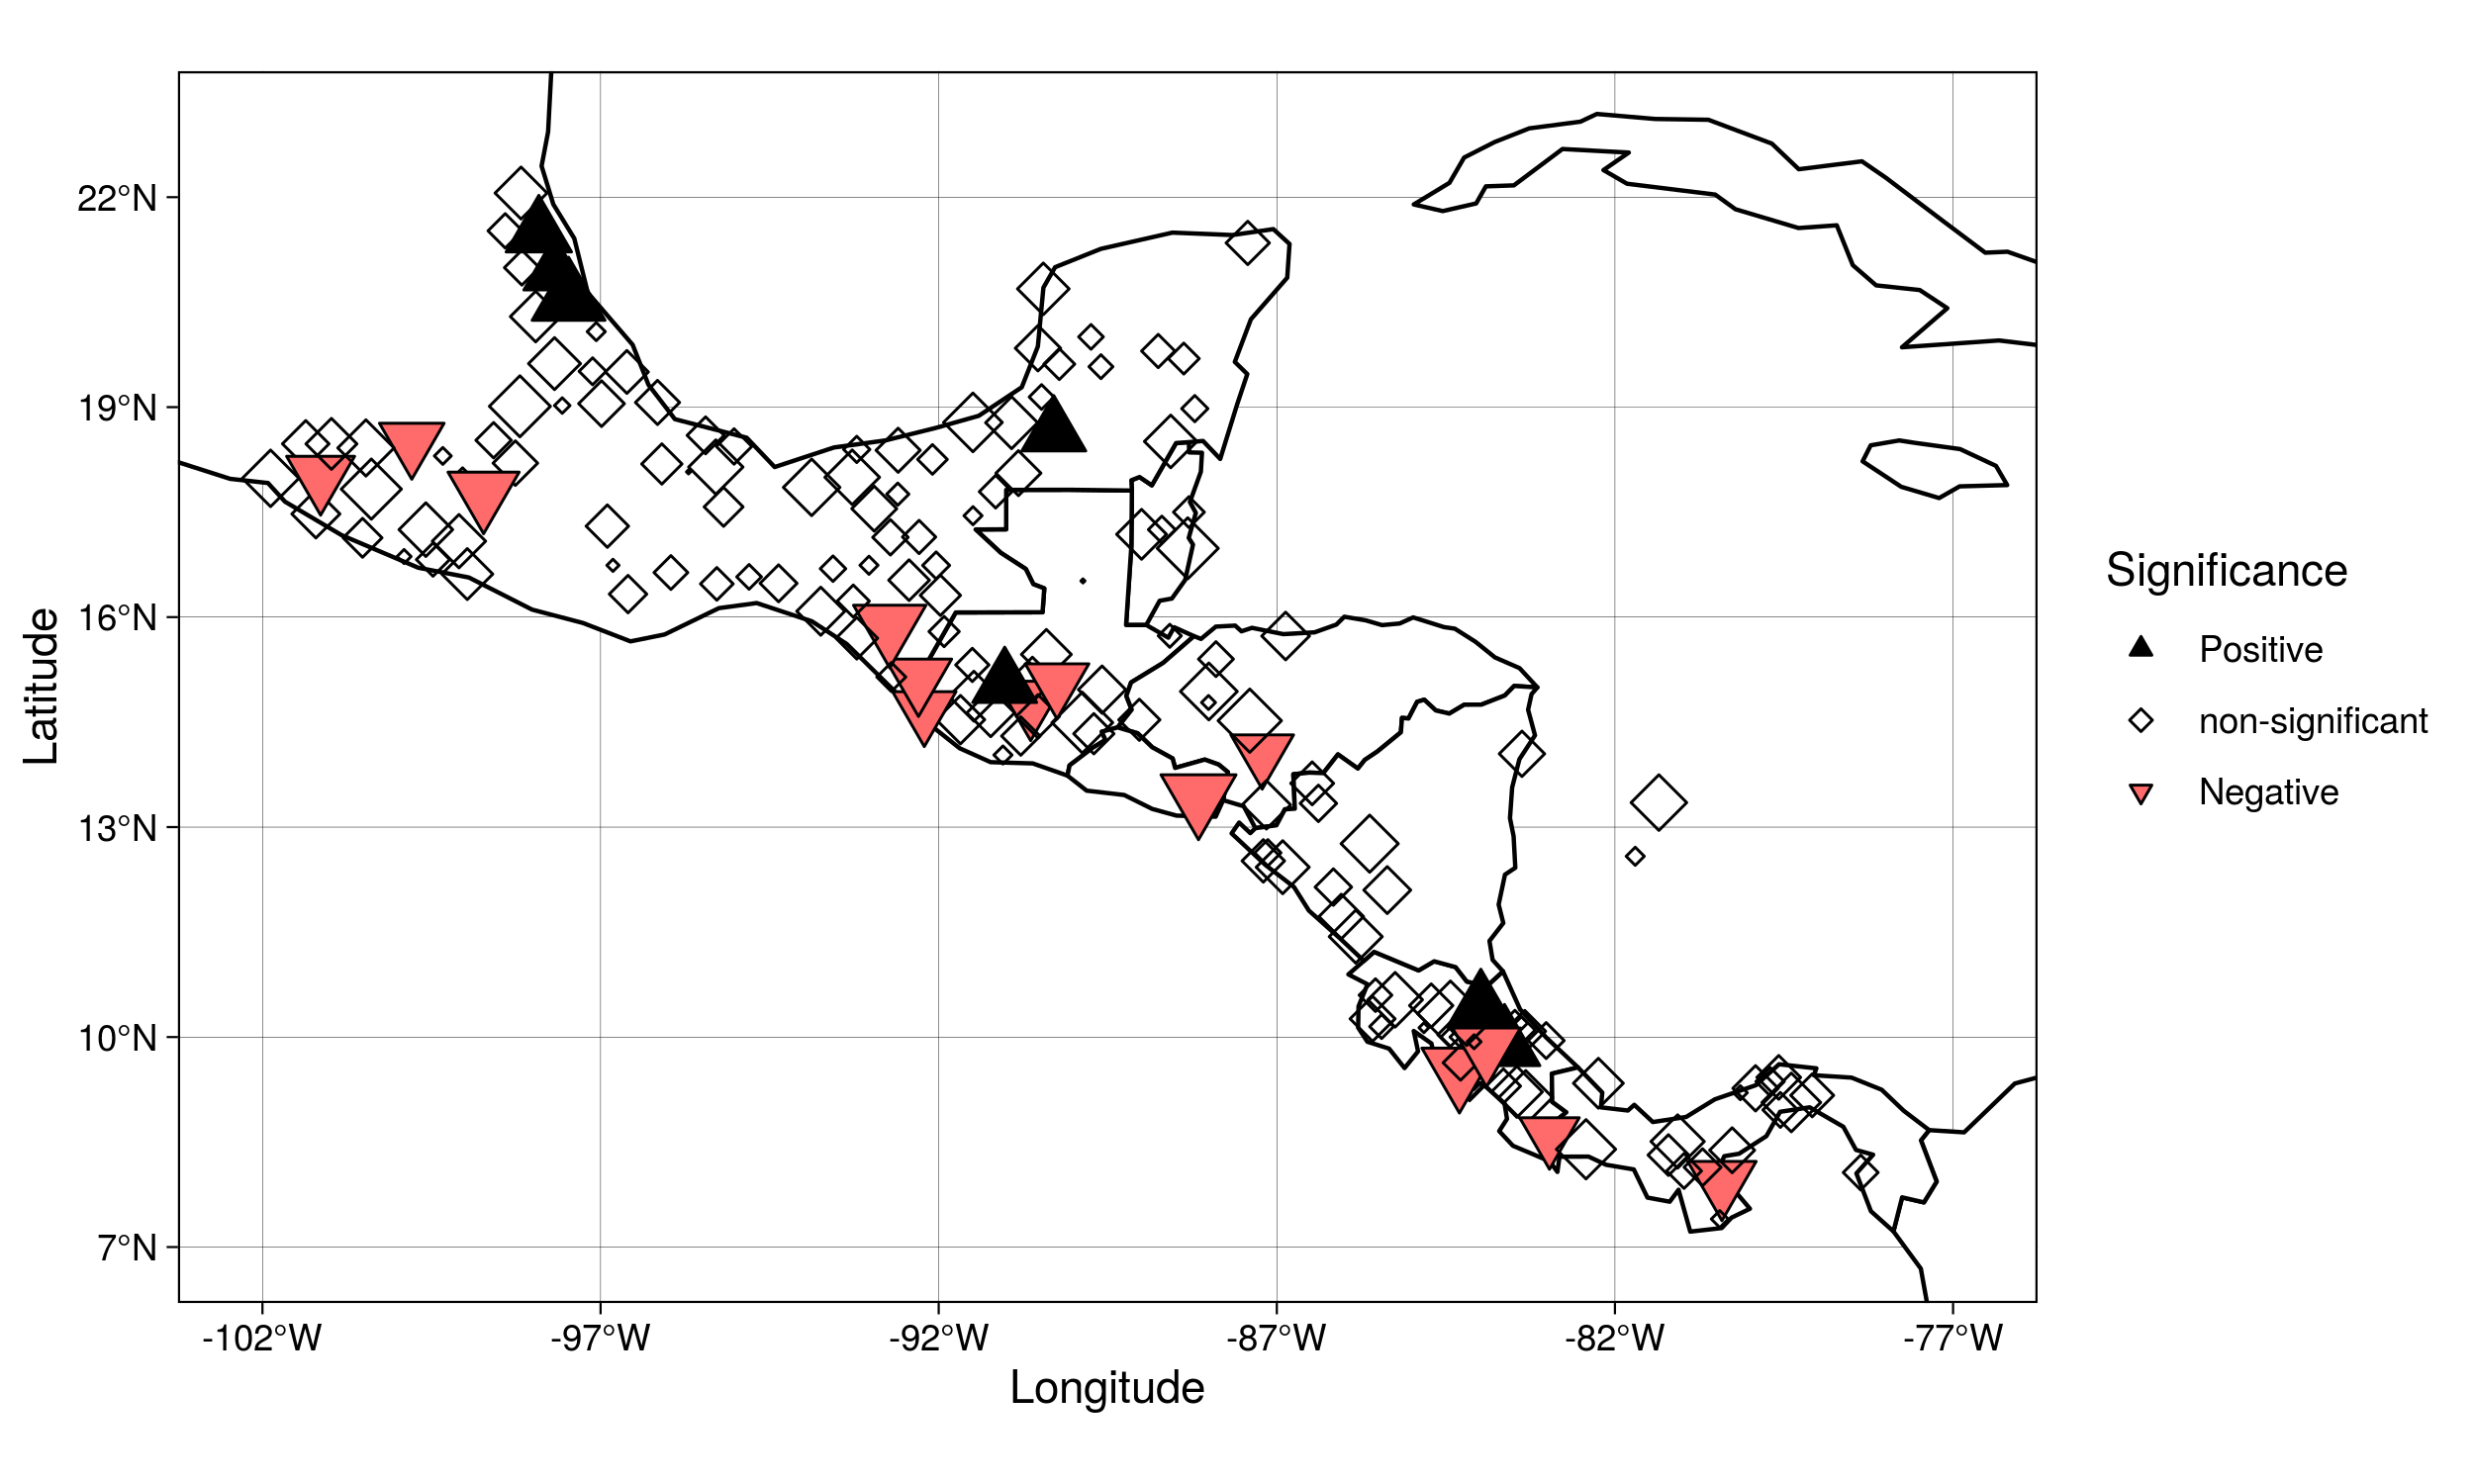 22°N
19°N
16°N
13°N
10°N
7°N
Latitude
-102°W
-97°W
-92°W
-87°W
-82°W
-77°W
Longitude
Significance
Positive
non-significant
Negative